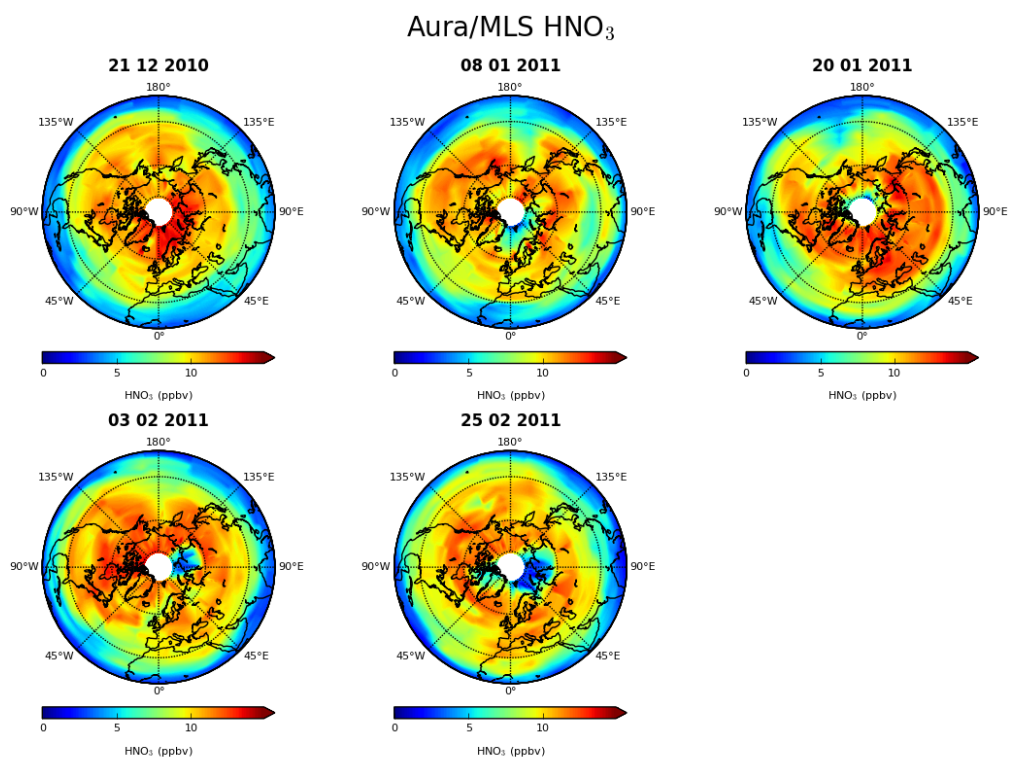 Aura/MLS HNO₃
21 12 2010
08 01 2011
20 01 2011
180°
180°
180°
135°W
135°E
135°W
135°E
135°W
135°E
90°W
90°E
90°W
90°E
90°W
90°E
45°W
45°E
45°W
45°E
45°W
45°E
0°
0°
0°
0 5 10
0 5 10
0 5 10
HNO₃ (ppbv)
HNO₃ (ppbv)
HNO₃ (ppbv)
03 02 2011
25 02 2011
180°
180°
135°W
135°E
135°W
135°E
90°W
90°E
90°W
90°E
45°W
45°E
45°W
45°E
0°
0°
0 5 10
0 5 10
HNO₃ (ppbv)
HNO₃ (ppbv)